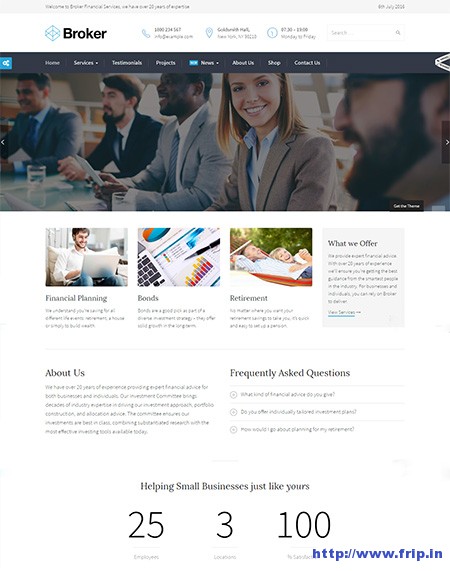 Welcome to Broker Financial Services, we have over 20 years of expertise
6th July 2016
Broker
1800 234 567
info@example.com
Goldsmith Hall,
New York, NY 90210
07:30 - 19:00
Monday to Friday
Search ...
Home
Services
Testimonials
Projects
NEW
News
About Us
Shop
Contact Us
Get the Theme
Financial Planning
We understand you're saving for all
different life events: retirement, a house
or simply to build wealth.
Bonds
Bonds are a good pick as part of a
diverse investment strategy – they offer
solid growth in the long term.
Retirement
No matter where you want your
retirement savings to take you, it's quick
and easy to set up a pension.
What we Offer
We provide expert financial advice.
With over 20 years of experience
we'll ensure you're getting the best
guidance from the smartest people
in the industry. For businesses and
individuals, you can rely on Broker
to deliver.
View Services
About Us
We have over 20 years of experience providing expert financial advice for
both businesses and individuals. Our Investment Committee brings
decades of industry expertise in driving our investment approach, portfolio
construction, and allocation advice. The committee ensures our
investments are best in class, combining substantiated research with the
most effective investing tools available today.
Frequently Asked Questions
What kind of financial advice do you give?
Do you offer individually tailored investment plans?
How would I go about planning for my retirement?
Helping Small Businesses just like yours
25
3
100
Employees
Locations
% Satisfaction
http://www.frip.in